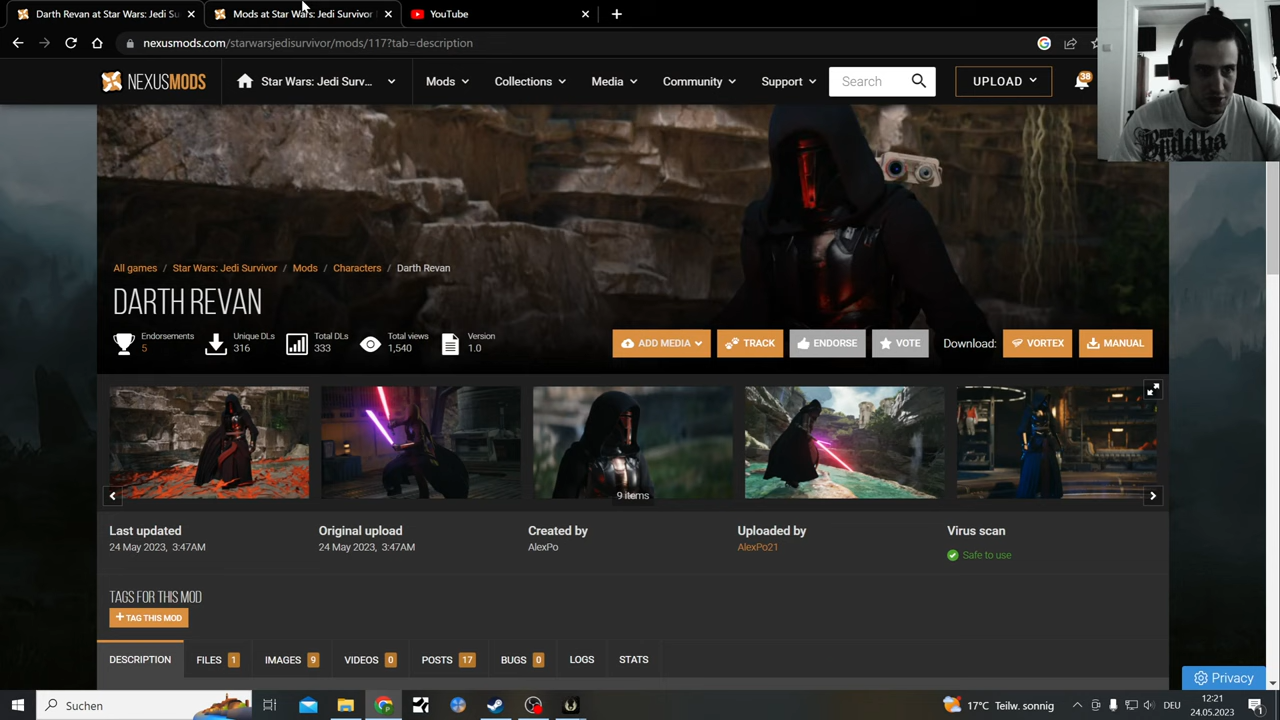 Darth Revan at Star Wars: Jedi Su
Mods at Star Wars: Jedi Survivor
YouTube
nexusmods.com/starwarsjedisurvivor/mods/117?tab=description
NEXUSMODS
Star Wars: Jedi Surv...
Mods
Collections
Media
Community
Support
Search
UPLOAD
38
Buddha
All games / Star Wars: Jedi Survivor / Mods / Characters / Darth Revan
DARTH REVAN
Endorsements
5
Unique DLs
316
Total DLs
333
Total views
1,540
Version
1.0
ADD MEDIA
TRACK
ENDORSE
VOTE
Download:
VORTEX
MANUAL
9 items
Last updated
24 May 2023, 3:47AM
Original upload
24 May 2023, 3:47AM
Created by
AlexPo
Uploaded by
AlexPo21
Virus scan
Safe to use
TAGS FOR THIS MOD
+ TAG THIS MOD
DESCRIPTION
FILES 1
IMAGES 9
VIDEOS 0
POSTS 17
BUGS 0
LOGS
STATS
Privacy
Suchen
17°C Teilw. sonnig
DEU
12:21
24.05.2023
1